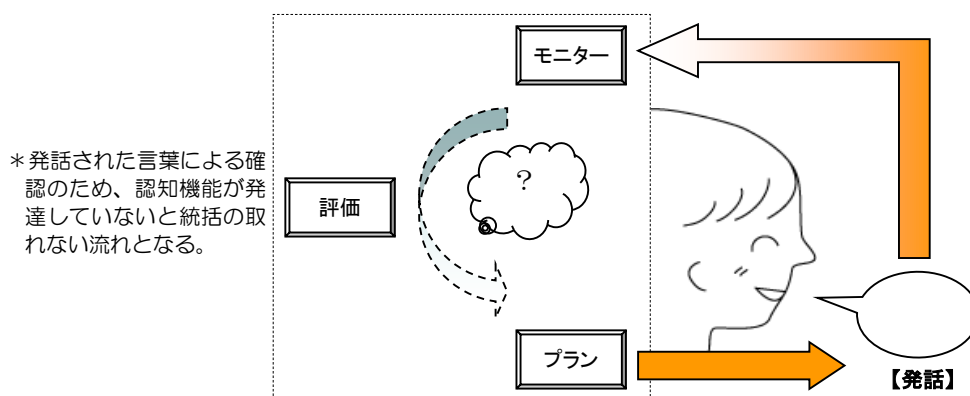 モニター
?
＊発話された言葉による確
認のため、認知機能が発
達していないと統括の取
れない流れとなる。
評価
プラン
【発話】